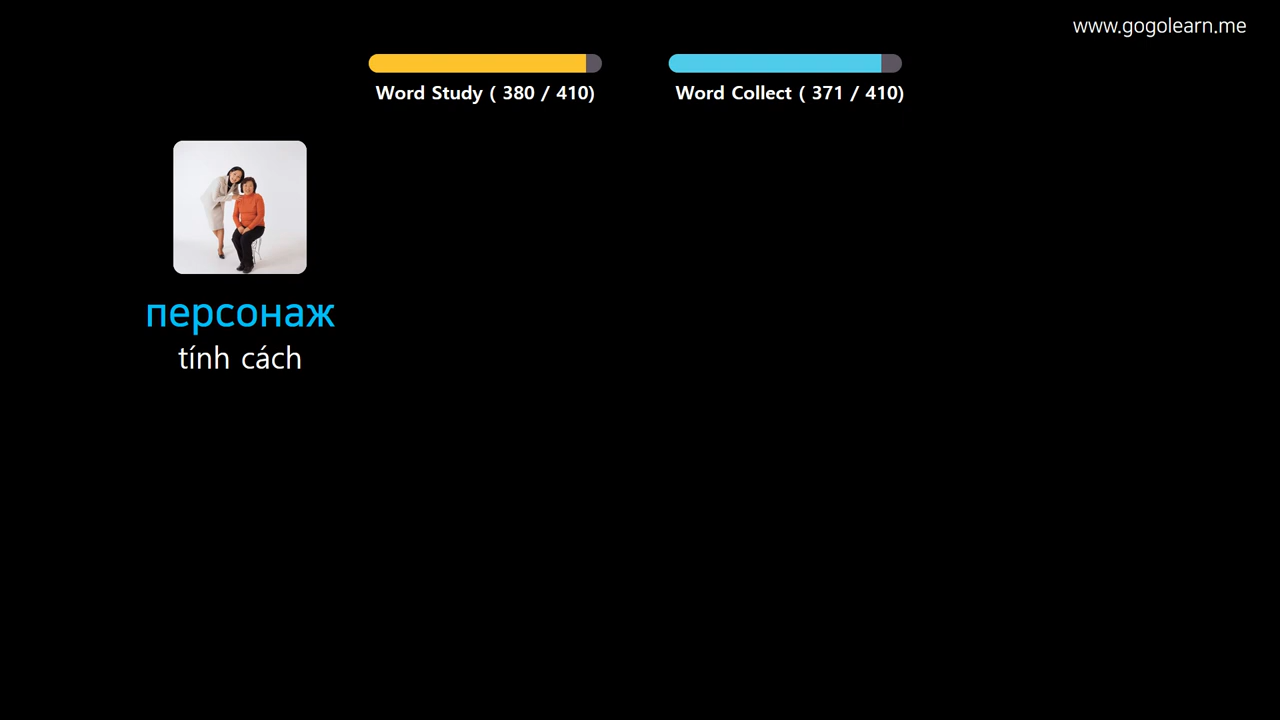 www.gogolearn.me
Word Study ( 380 / 410)
Word Collect ( 371 / 410)
персонаж
tính cách